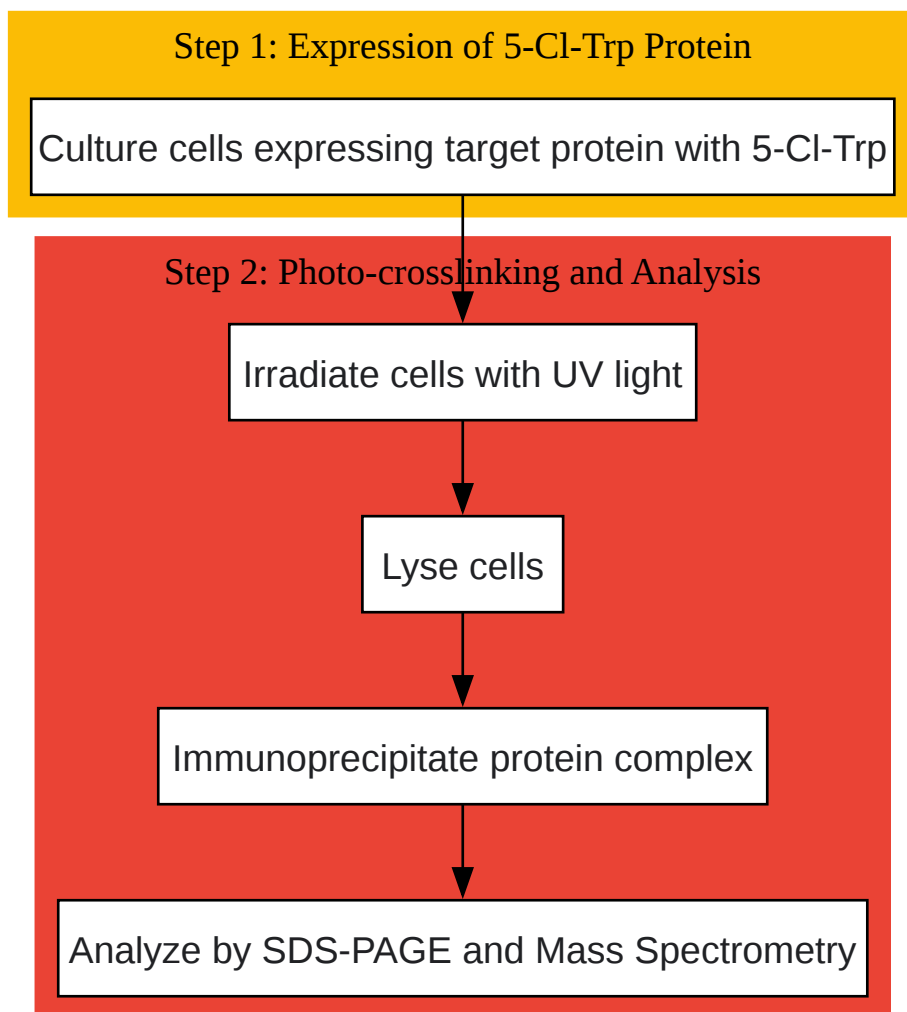 Step 1: Expression of 5-Cl-Trp Protein
Culture cells expressing target protein with 5-Cl-Trp
Step 2: Photo-crosslinking and Analysis
Irradiate cells with UV light
Lyse cells
Immunoprecipitate protein complex
Analyze by SDS-PAGE and Mass Spectrometry